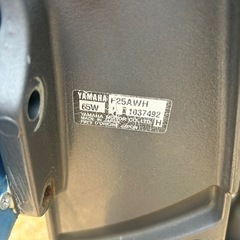 YAMAHA F25AWH
65W 1037492
YAMAHA MOTOR CO.,LTD. H
MADE IN JAPAN